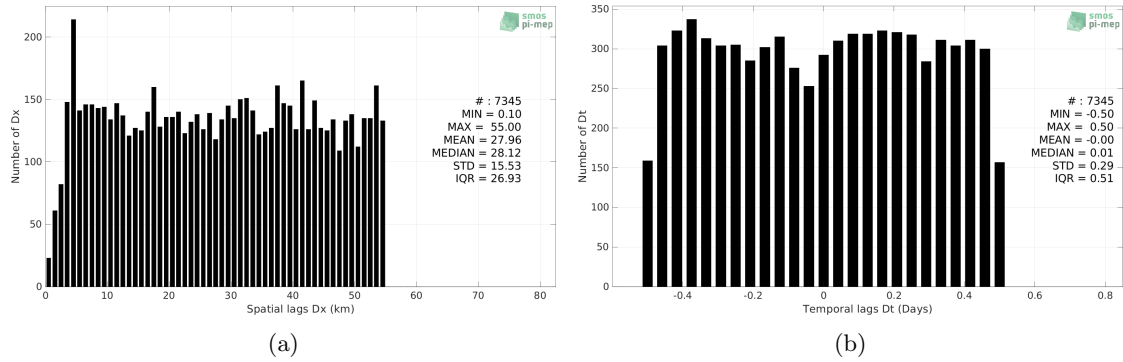 smos
pi-mep
200
150
100
50
0
Number of Dx
# : 7345
MIN = 0.10
MAX = 55.00
MEAN = 27.96
MEDIAN = 28.12
STD = 15.53
IQR = 26.93
0 10 20 30 40 50 60 70 80
Spatial lags Dx (km)
(a)
smos
pi-mep
350
300
250
200
150
100
50
0
Number of Dt
# : 7345
MIN = -0.50
MAX = 0.50
MEAN = -0.00
MEDIAN = 0.01
STD = 0.29
IQR = 0.51
-0.4 -0.2 0 0.2 0.4 0.6 0.8
Temporal lags Dt (Days)
(b)